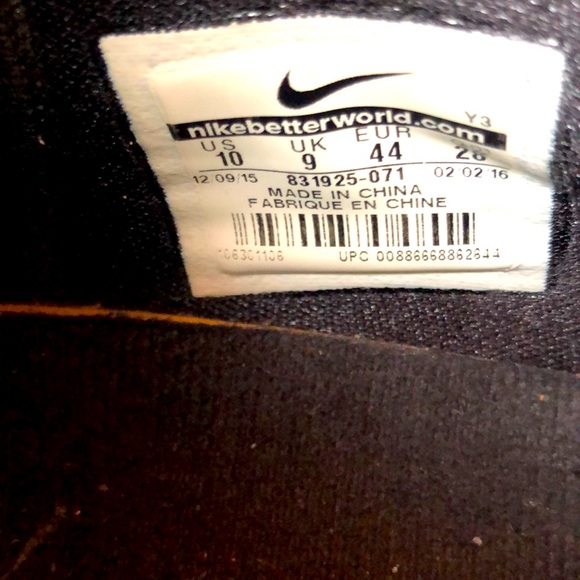 Y3
nikebetterworld.com
US UK EUR
10 9 44 28
12/09/15 831925-071 02/02/16
MADE IN CHINA
FABRIQUE EN CHINE
UPC 00886668862644